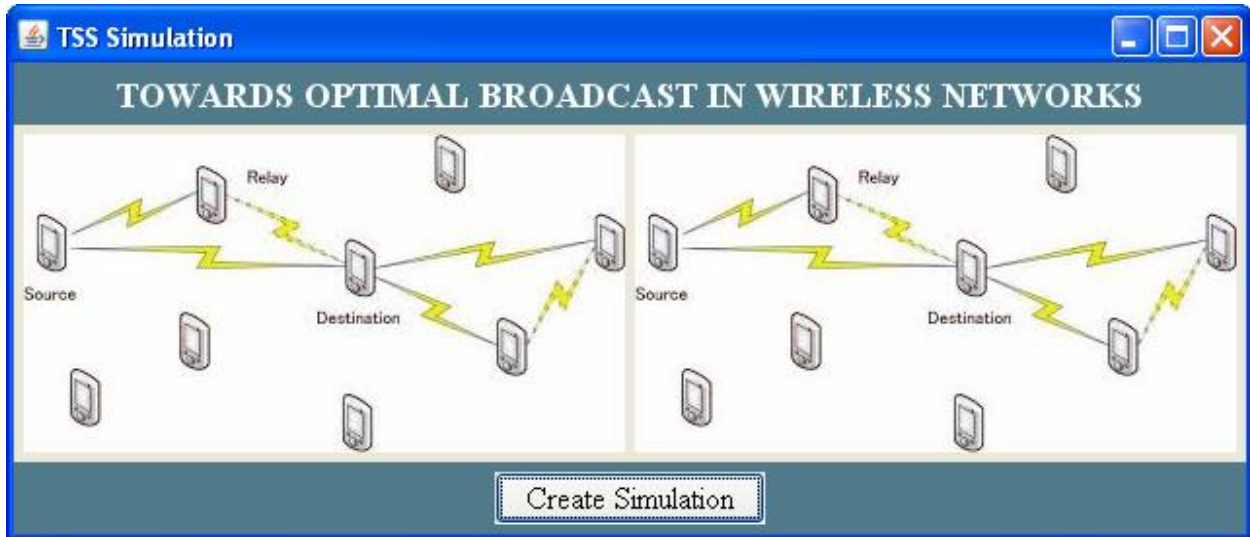 TSS Simulation
TOWARDS OPTIMAL BROADCAST IN WIRELESS NETWORKS
Relay
Source
Destination
Relay
Source
Destination
Create Simulation